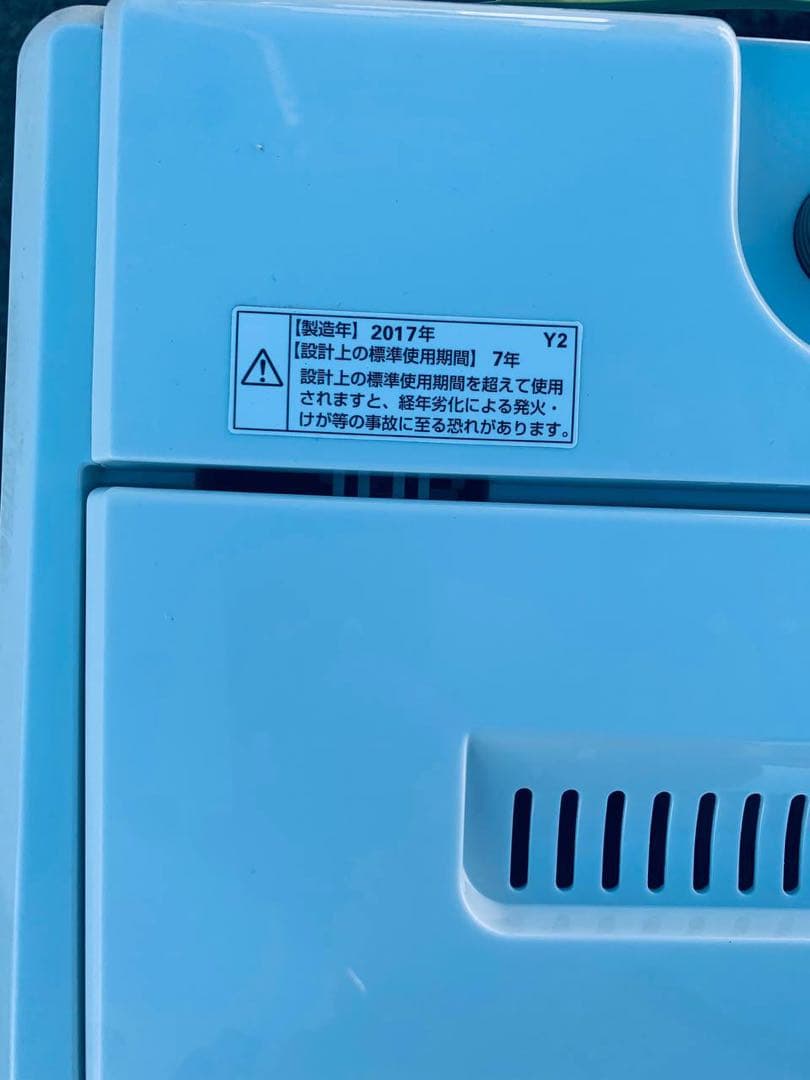 【製造年】 2017年 Y2
【設計上の標準使用期間】 7年
設計上の標準使用期間を超えて使用
されますと、経年劣化による発火・
けが等の事故に至る恐れがあります。